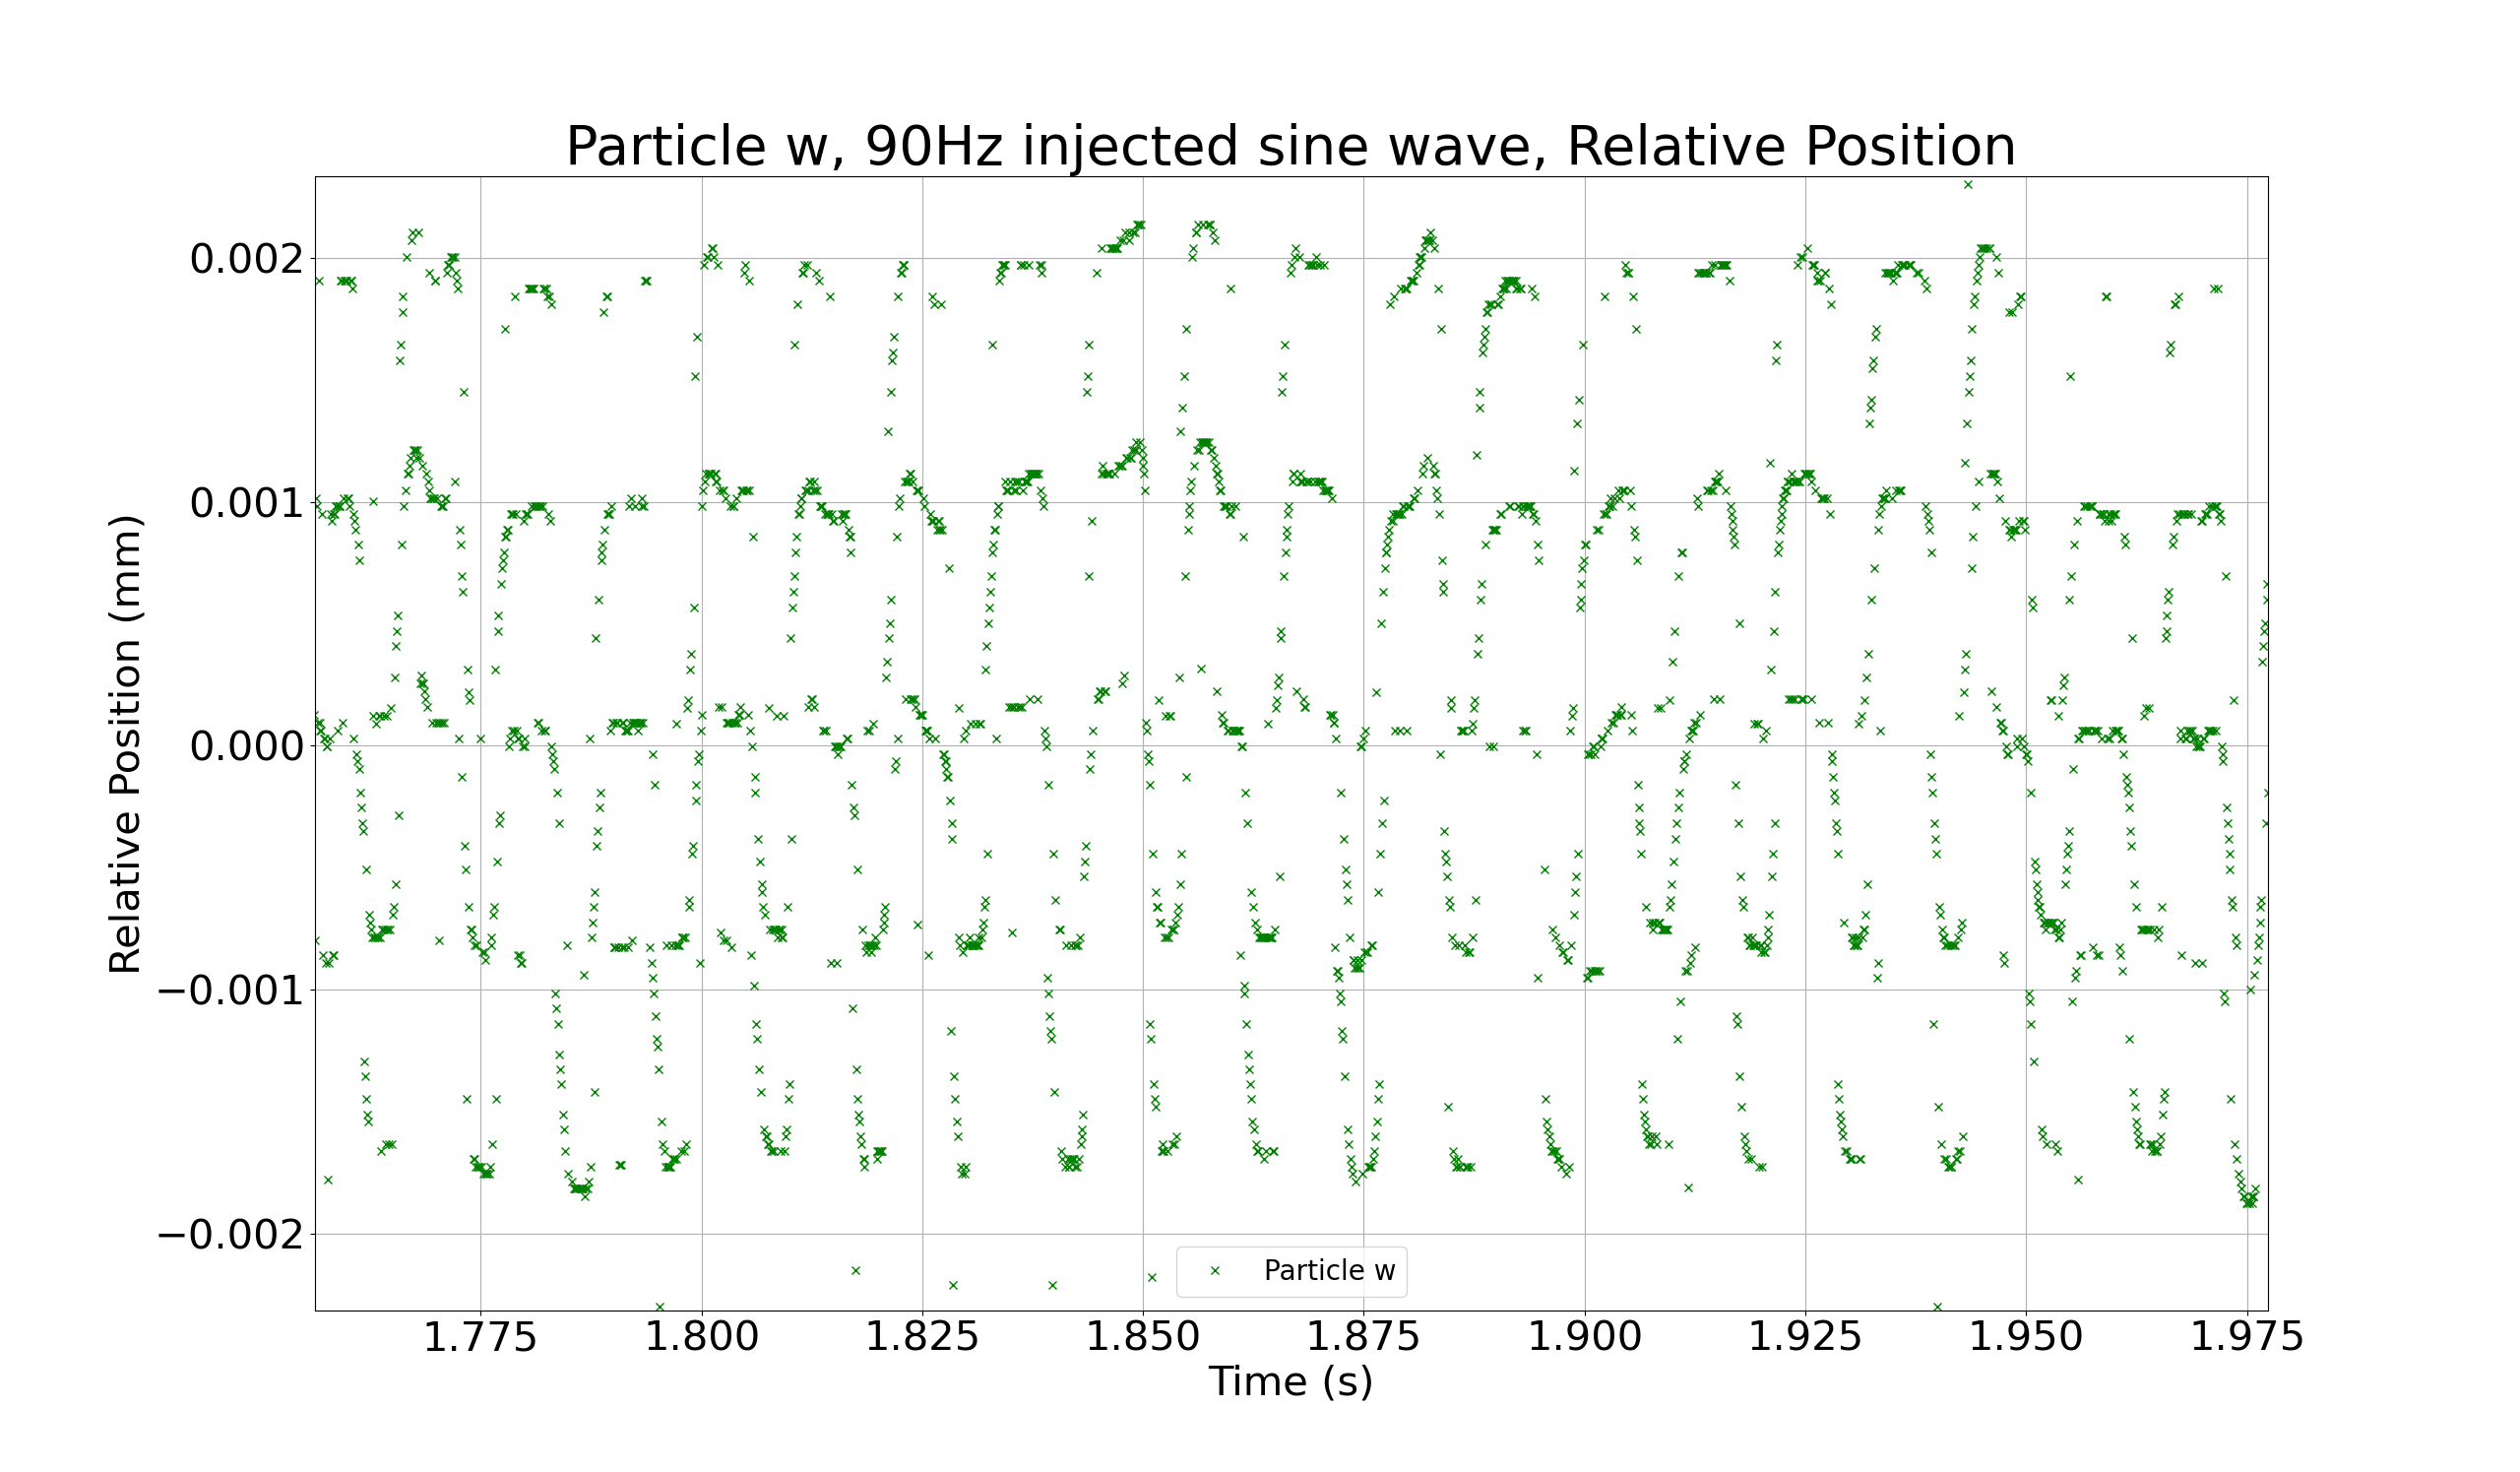 Particle w, 90Hz injected sine wave, Relative Position
Relative Position (mm)
0.002
0.001
0.000
−0.001
−0.002
Particle w
1.775 1.800 1.825 1.850 1.875 1.900 1.925 1.950 1.975
Time (s)